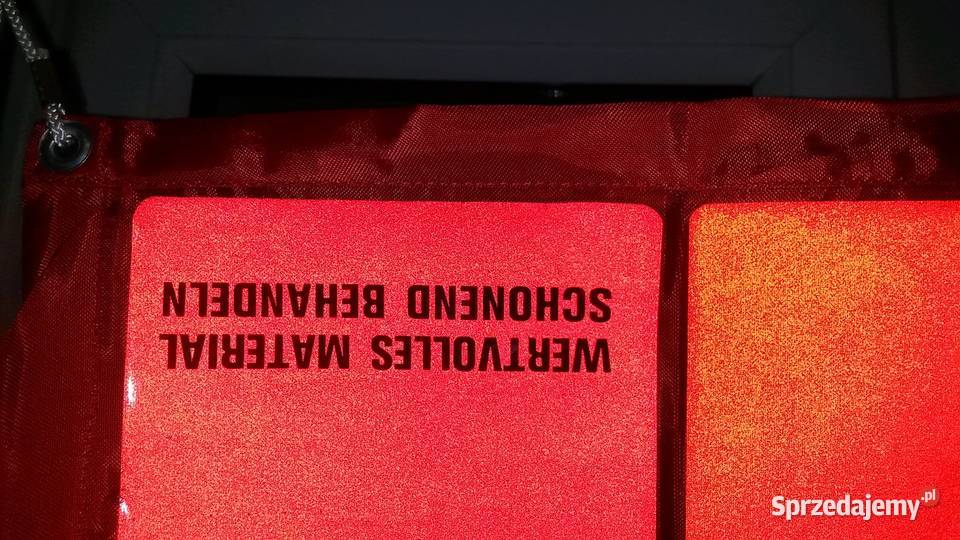 WERTVOLLES MATERIAL
SCHONEND BEHANDELN
Sprzedajemy.pl